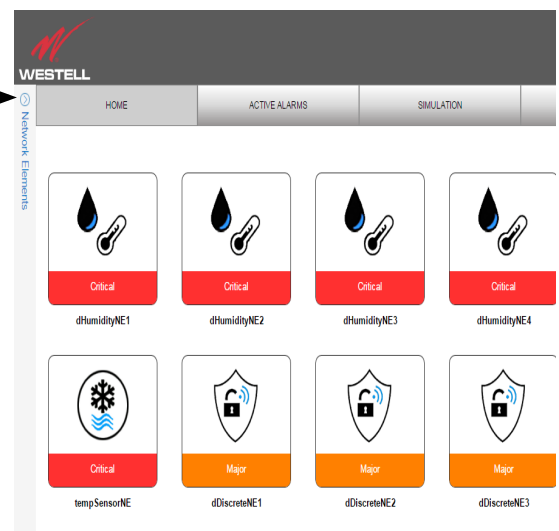 WESTELL
HOME ACTIVE ALARMS SIMULATION
Network Elements
Critical Critical Critical Critical
dHumidityNE1 dHumidityNE2 dHumidityNE3 dHumidityNE4
Critical Major Major Major
tempSensorNE dDiscreteNE1 dDiscreteNE2 dDiscreteNE3